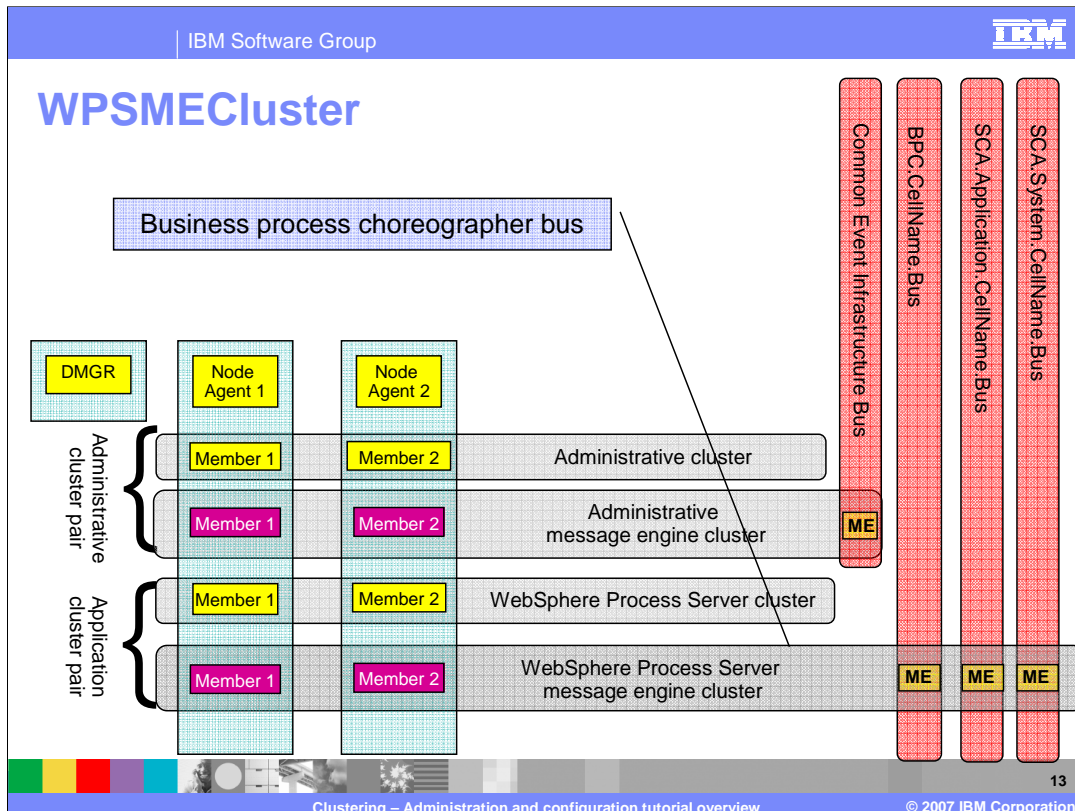 IBM Software Group
IBM
WPSMECluster
Business process choreographer bus
Common Event Infrastructure Bus
BPC.CellName.Bus
SCA.Application.CellName.Bus
SCA.System.CellName.Bus
DMGR
Node
Agent 1
Node
Agent 2
Administrative
cluster pair
Member 1
Member 2
Administrative cluster
Member 1
Member 2
Administrative
message engine cluster
ME
Application
cluster pair
Member 1
Member 2
WebSphere Process Server cluster
Member 1
Member 2
WebSphere Process Server
message engine cluster
ME
ME
ME
13
Clustering – Administration and configuration tutorial overview
© 2007 IBM Corporation